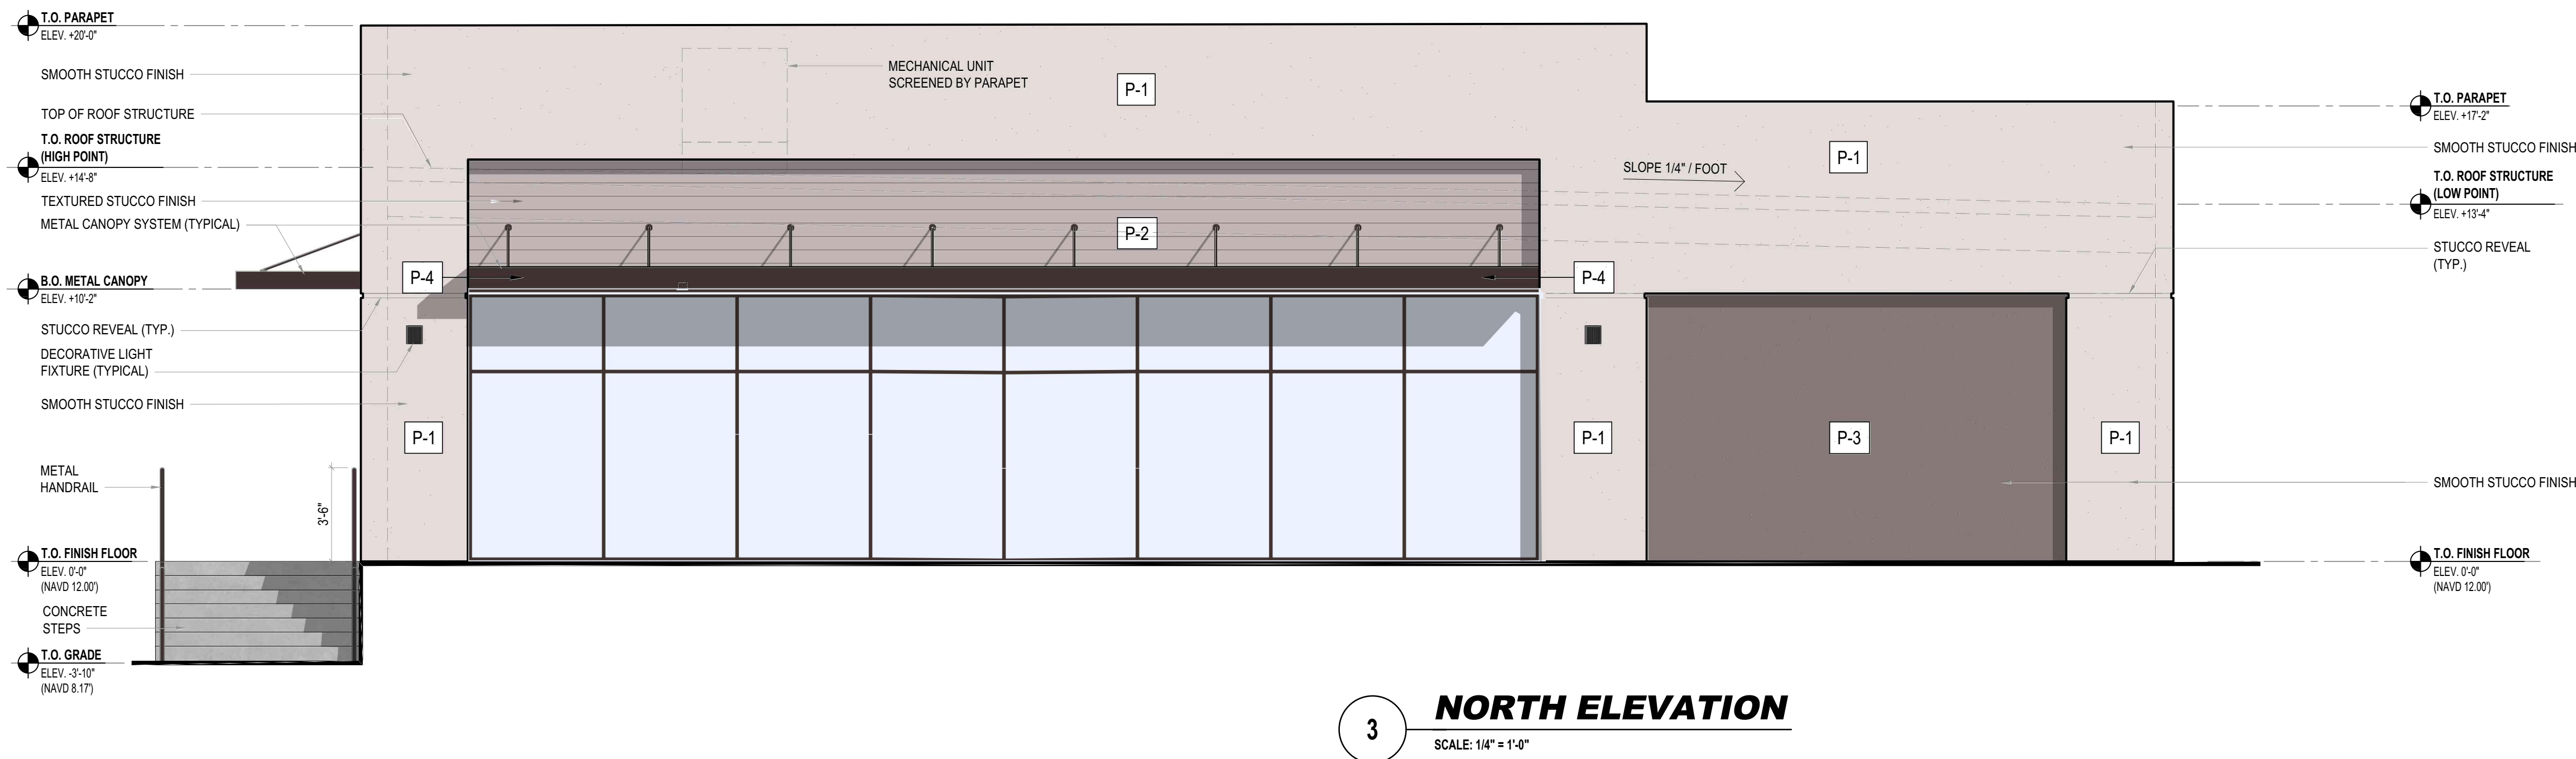 T.O. PARAPET
ELEV. +20'-0"
SMOOTH STUCCO FINISH
TOP OF ROOF STRUCTURE
T.O. ROOF STRUCTURE
(HIGH POINT)
ELEV. +14'-8"
TEXTURED STUCCO FINISH
METAL CANOPY SYSTEM (TYPICAL)
B.O. METAL CANOPY
ELEV. +10'-2"
STUCCO REVEAL (TYP.)
DECORATIVE LIGHT
FIXTURE (TYPICAL)
SMOOTH STUCCO FINISH
METAL
HANDRAIL
3'-6"
T.O. FINISH FLOOR
ELEV. 0'-0"
(NAVD 12.00')
CONCRETE
STEPS
T.O. GRADE
ELEV. -3'-10"
(NAVD 8.17')
MECHANICAL UNIT
SCREENED BY PARAPET
P-1
P-2
P-4
P-4
P-1
P-1
SLOPE 1/4" / FOOT
P-1
P-3
P-1
T.O. PARAPET
ELEV. +17'-2"
SMOOTH STUCCO FINISH
T.O. ROOF STRUCTURE
(LOW POINT)
ELEV. +13'-4"
STUCCO REVEAL
(TYP.)
SMOOTH STUCCO FINISH
T.O. FINISH FLOOR
ELEV. 0'-0"
(NAVD 12.00')
3
NORTH ELEVATION
SCALE: 1/4" = 1'-0"